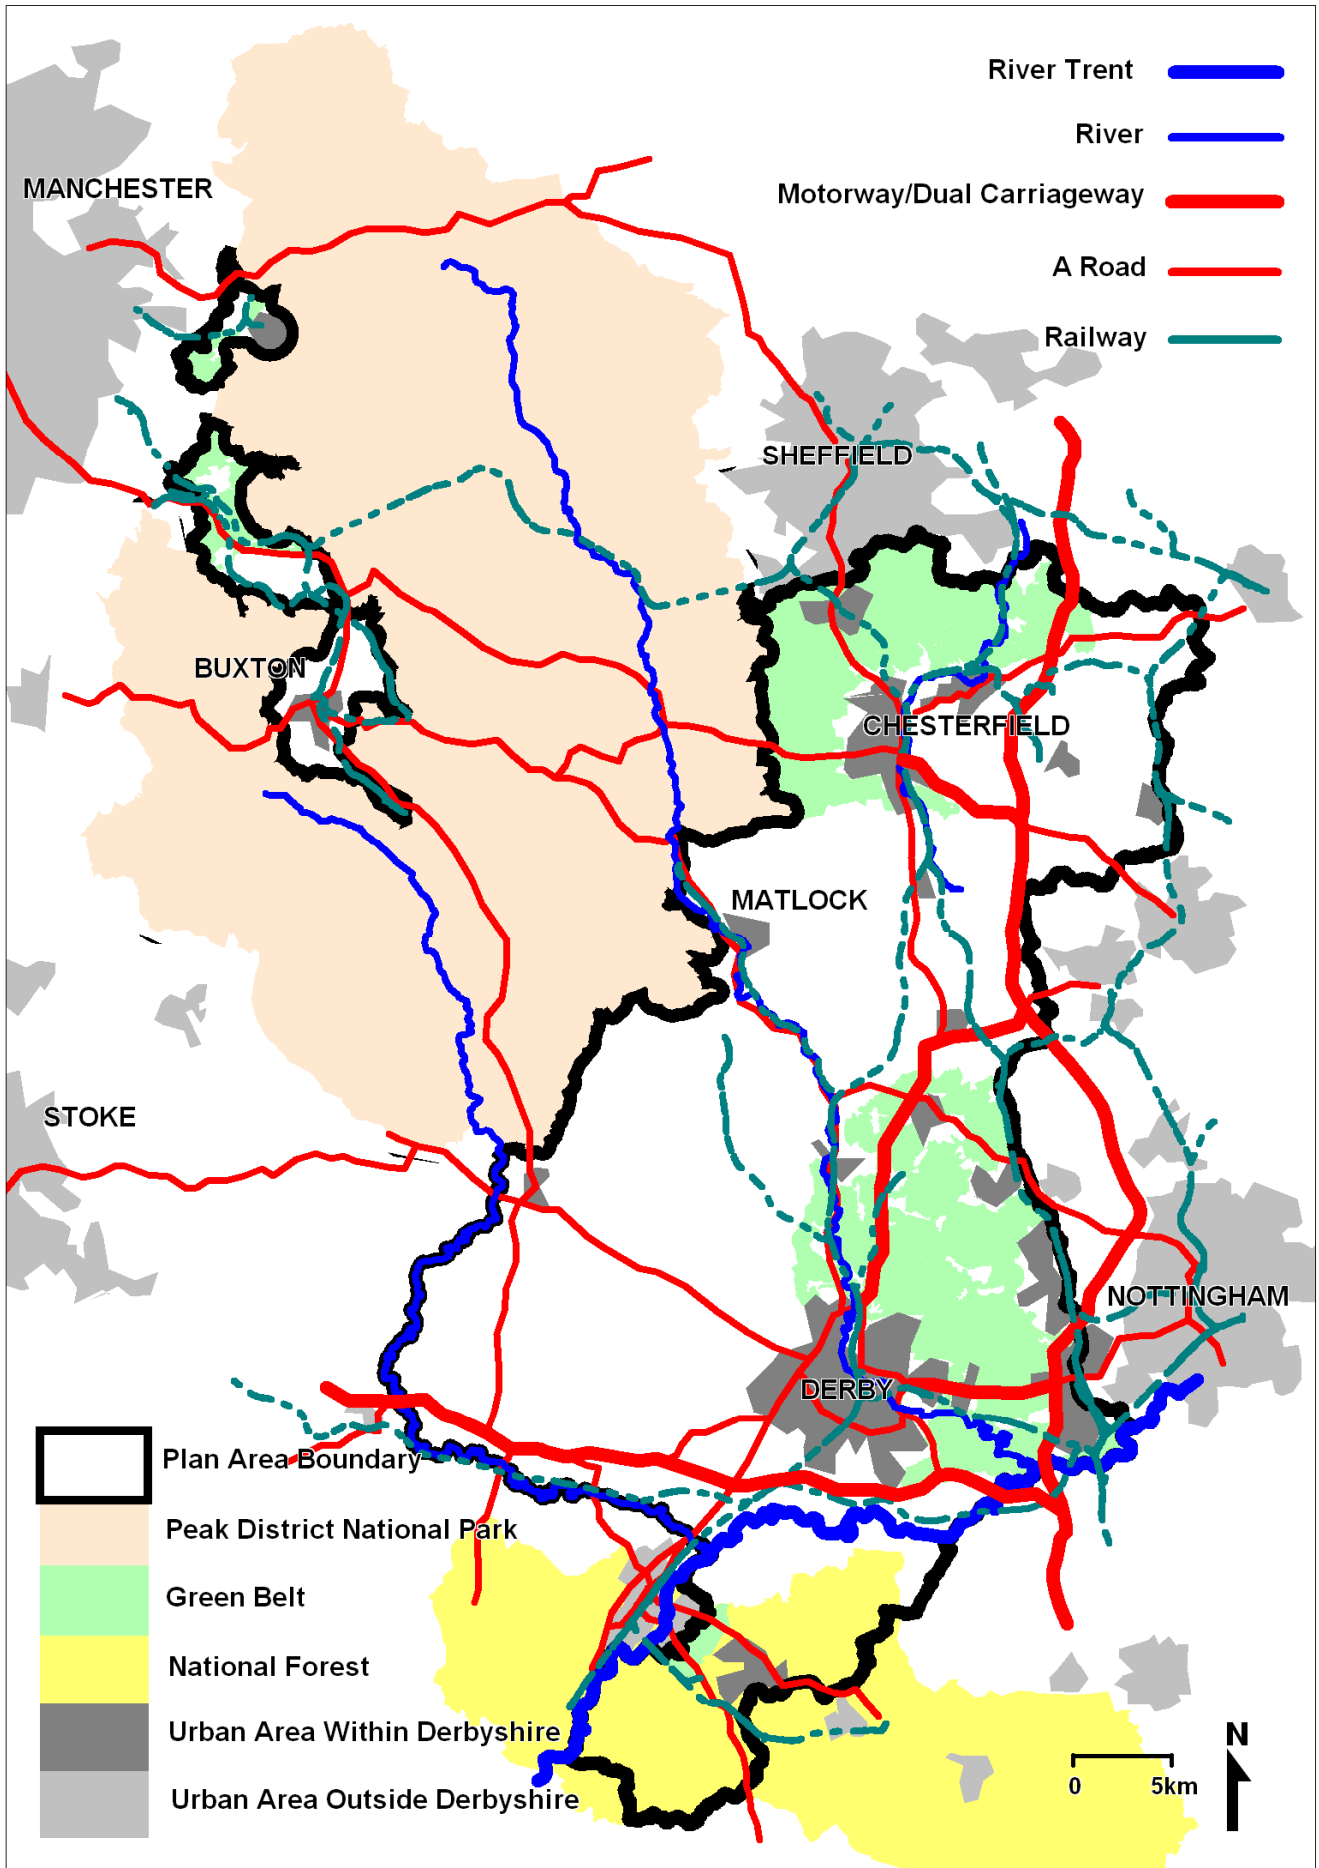 River Trent
River
MANCHESTER
Motorway/Dual Carriageway
A Road
Railway
SHEFFIELD
BUXTON
CHESTERFIELD
MATLOCK
STOKE
NOTTINGHAM
DERBY
Plan Area Boundary
Peak District National Park
Green Belt
National Forest
Urban Area Within Derbyshire
Urban Area Outside Derbyshire
N
0 5km